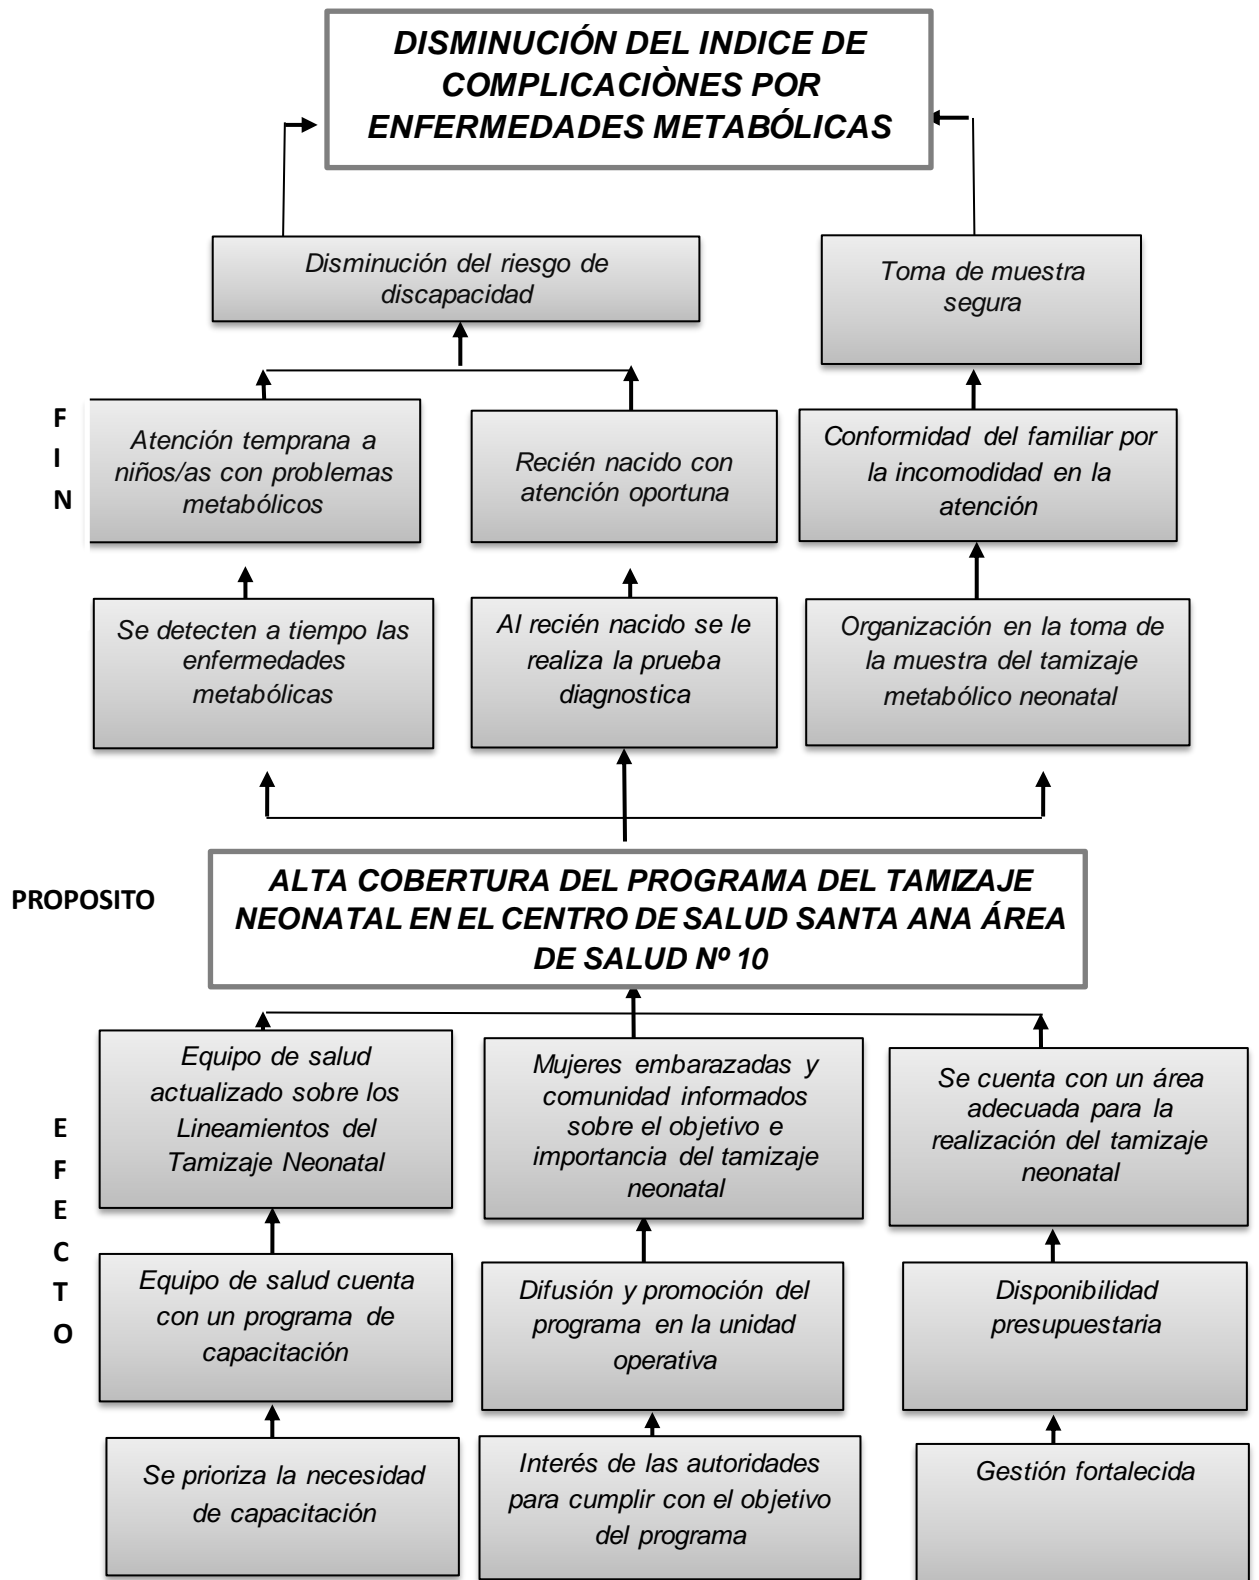 DISMINUCIÓN DEL INDICE DE
COMPLICACIÒNES POR
ENFERMEDADES METABÓLICAS
Disminución del riesgo de
discapacidad
Toma de muestra
segura
F
I
N
Atención temprana a
niños/as con problemas
metabólicos
Recién nacido con
atención oportuna
Conformidad del familiar por
la incomodidad en la
atención
Se detecten a tiempo las
enfermedades
metabólicas
Al recién nacido se le
realiza la prueba
diagnostica
Organización en la toma de
la muestra del tamizaje
metabólico neonatal
PROPOSITO
ALTA COBERTURA DEL PROGRAMA DEL TAMIZAJE
NEONATAL EN EL CENTRO DE SALUD SANTA ANA ÁREA
DE SALUD Nº 10
E
F
E
C
T
O
Equipo de salud
actualizado sobre los
Lineamientos del
Tamizaje Neonatal
Mujeres embarazadas y
comunidad informados
sobre el objetivo e
importancia del tamizaje
neonatal
Se cuenta con un área
adecuada para la
realización del tamizaje
neonatal
Equipo de salud cuenta
con un programa de
capacitación
Difusión y promoción del
programa en la unidad
operativa
Disponibilidad
presupuestaria
Se prioriza la necesidad
de capacitación
Interés de las autoridades
para cumplir con el objetivo
del programa
Gestión fortalecida